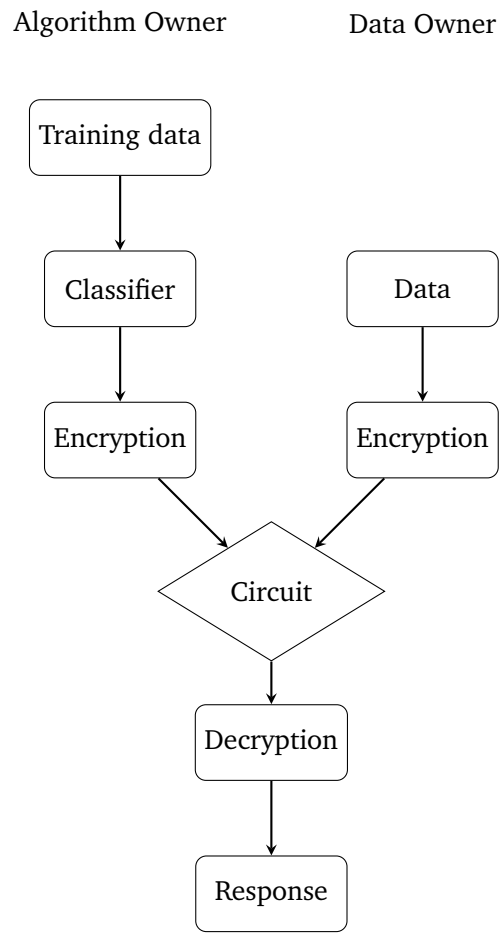 Algorithm Owner
Data Owner
Training data
Classifier
Data
Encryption
Encryption
Circuit
Decryption
Response